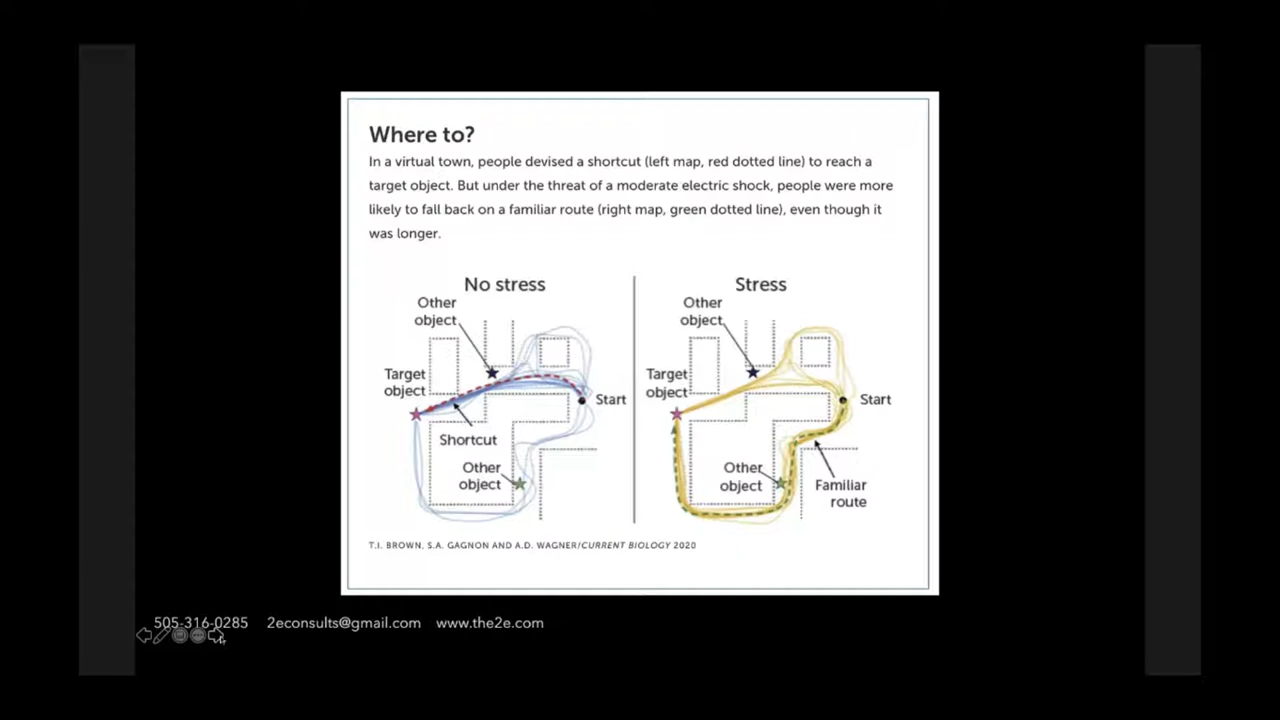 Where to?
In a virtual town, people devised a shortcut (left map, red dotted line) to reach a
target object. But under the threat of a moderate electric shock, people were more
likely to fall back on a familiar route (right map, green dotted line), even though it
was longer.
No stress
Other
object
Target
object
Start
Shortcut
Other
object
Stress
Other
object
Target
object
Start
Other
object
Familiar
route
T.I. BROWN, S.A. GAGNON AND A.D. WAGNER/CURRENT BIOLOGY 2020
505-316-0285 2econsults@gmail.com www.the2e.com